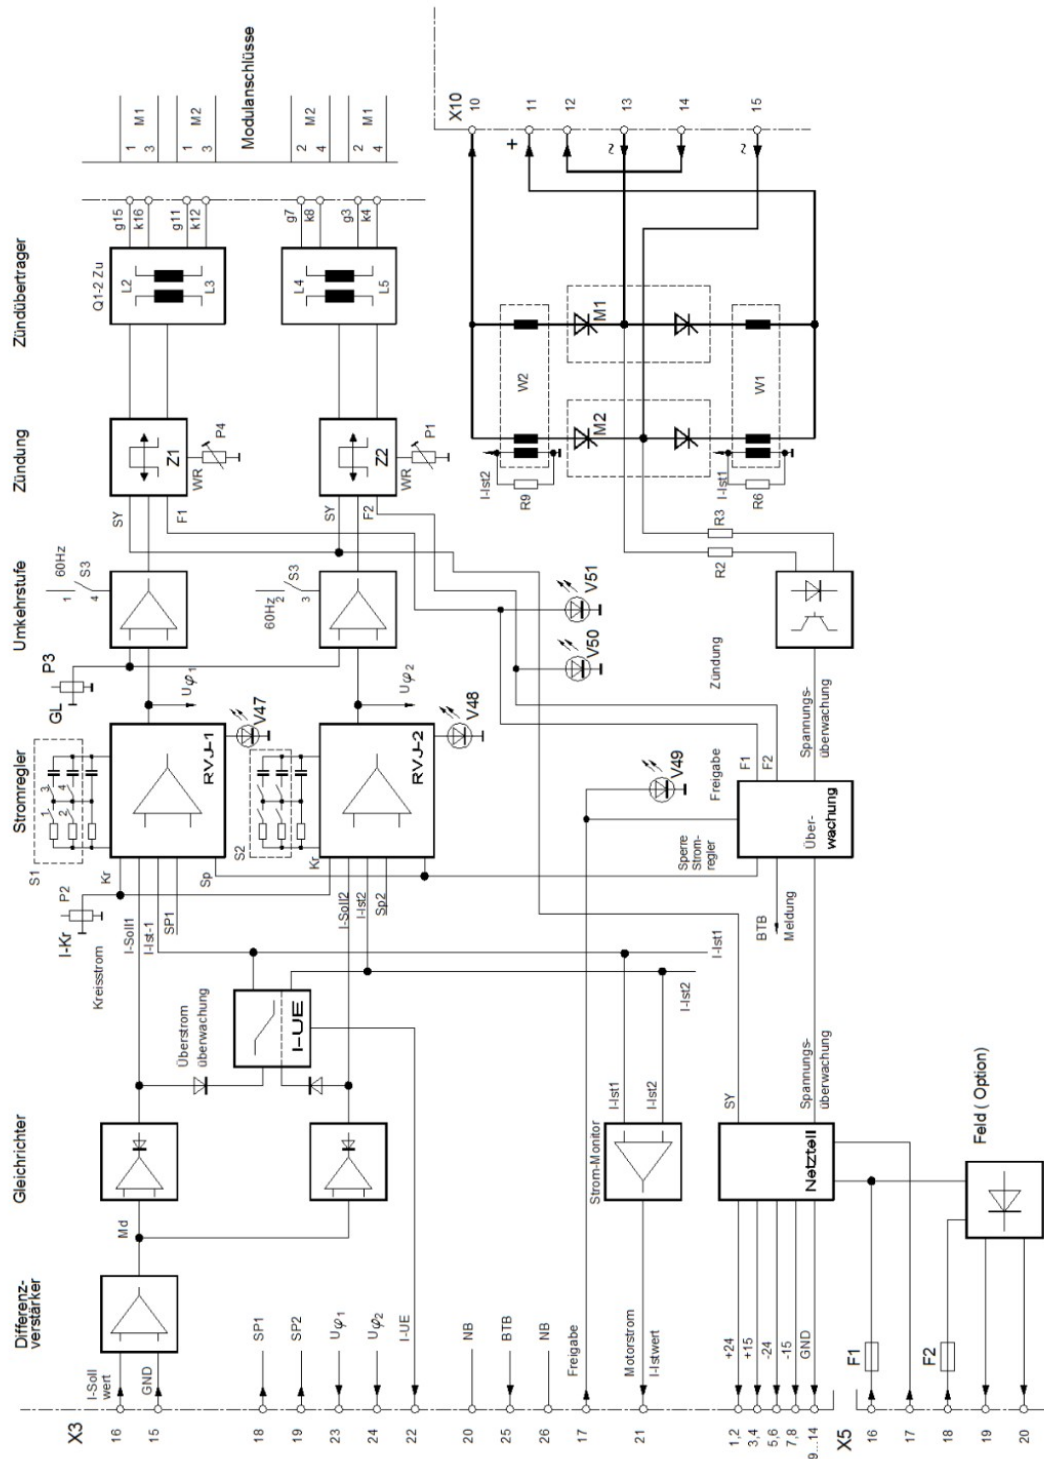 Differenz-
verstärker
Gleichrichter
Stromregler
Umkehrstufe
Zündung
Zündübertrager
X3
16
I-Soll
wert
15
GND
Md
18
SP1
19
SP2
23
Uφ1
24
Uφ2
22
I-UE
20
NB
25
BTB
26
NB
17
Freigabe
21
Motorstrom
I-Istwert
1,2
+24
3,4
+15
5,6
-24
7,8
-15
9...14
GND
X5
16
F1
17
18
F2
19
20
Feld ( Option)
Netzteil
SY
Spannungs-
überwachung
Strom-Monitor
I-Ist1
I-Ist2
Überstrom
überwachung
I-UE
I-Ist1
I-Ist2
Kreisstrom
I-Kr
P2
I-Soll1
I-Ist-1
SP1
Kr
Sp
S1
1
3
2
4
RVJ-1
V47
I-Soll2
I-Ist2
Sp2
Kr
S2
RVJ-2
V48
GL
P3
Uφ1
Uφ2
60Hz
1
4
S3
60Hz
2
3
S3
SY
F1
Z1
WR
P4
SY
F2
Z2
WR
P1
Q1-2 Zu
L2
L3
L4
L5
g15
k16
g11
k12
g7
k8
g3
k4
1
3
M1
1
3
M2
2
4
M2
2
4
M1
Modulanschlüsse
BTB
Meldung
Sperre
Strom-
regler
Über-
wachung
Freigabe
V49
F1
F2
V50
V51
Zündung
Spannungs-
überwachung
R2
R3
I-Ist2
R9
I-Ist1
R6
W2
W1
M2
M1
X10
10
+
11
12
~
13
14
~
15